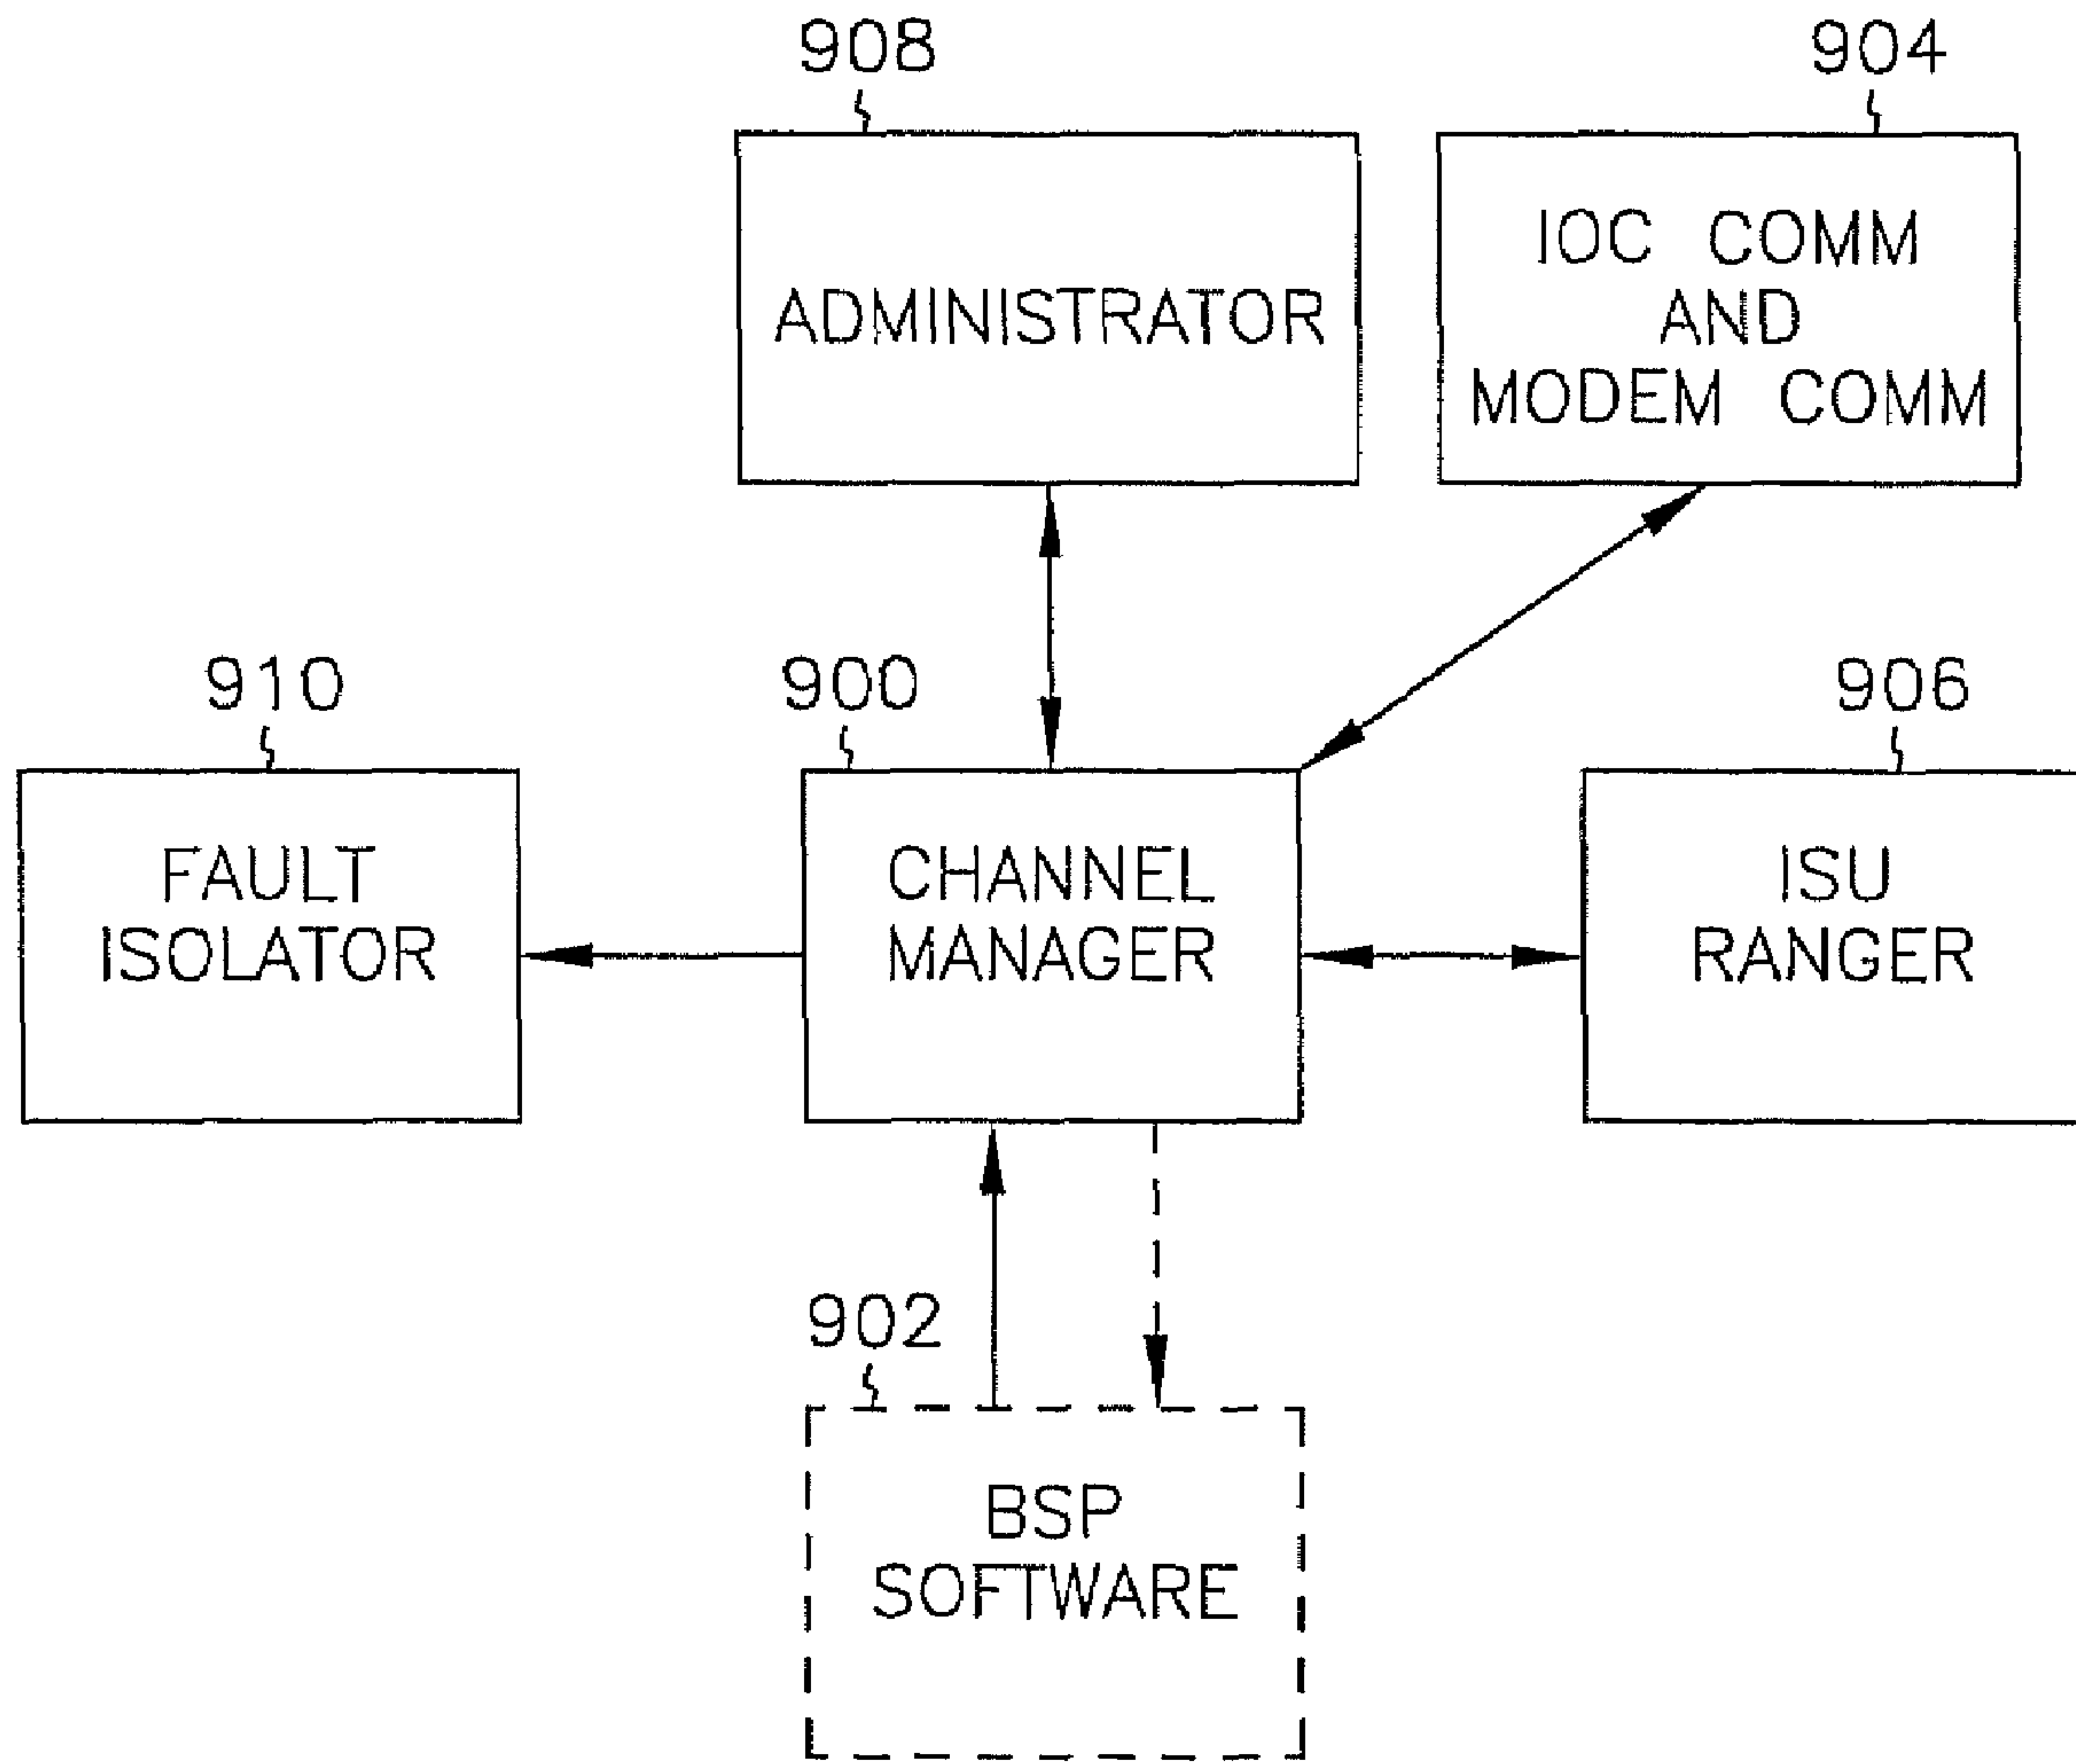 908
904
ADMINISTRATOR
IOC COMM
AND
MODEM COMM
910
900
906
FAULT
ISOLATOR
CHANNEL
MANAGER
ISU
RANGER
902
BSP
SOFTWARE